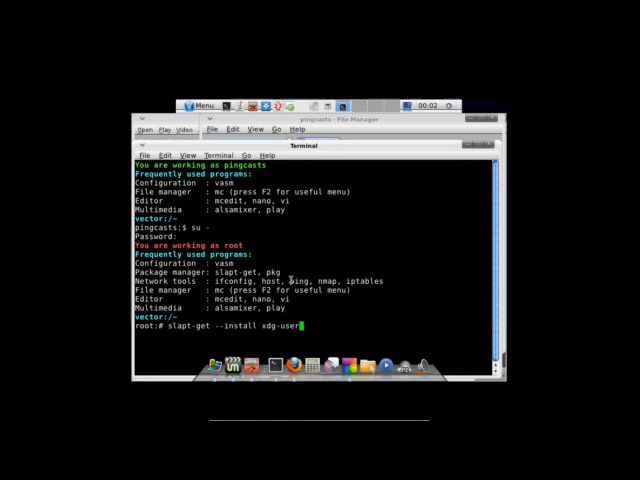 Menu 00:02
pingcasts - File Manager
Open Play Video File Edit View Go Help
Terminal
File Edit View Terminal Go Help
You are working as pingcasts
Frequently used programs:
Configuration : vasm
File manager : mc (press F2 for useful menu)
Editor : mcedit, nano, vi
Multimedia : alsamixer, play
vector:/~
pingcasts:$ su -
Password:
You are working as root
Frequently used programs:
Configuration : vasm
Package manager: slapt-get, pkg
Network tools : ifconfig, host, ping, nmap, iptables
File manager : mc (press F2 for useful menu)
Editor : mcedit, nano, vi
Multimedia : alsamixer, play
vector:/~
root:# slapt-get --install xdg-user